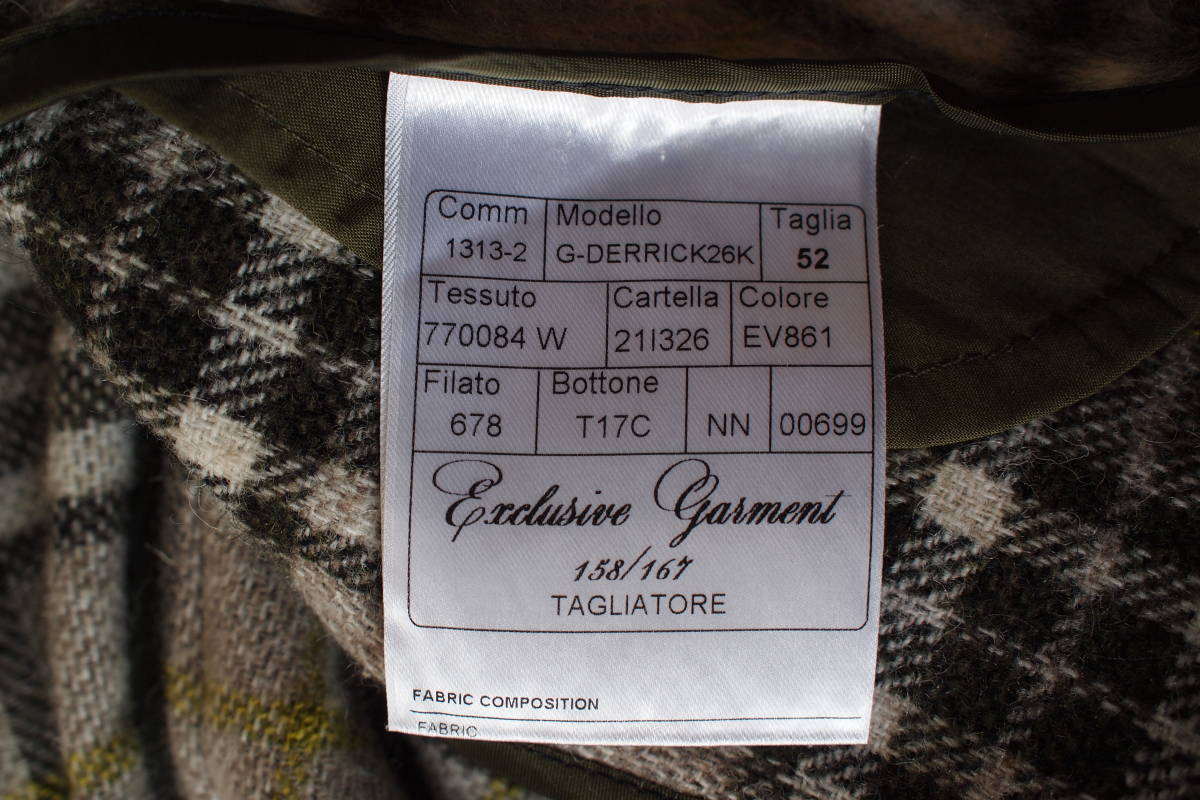 Comm Modello Taglia
1313-2 G-DERRICK26K 52
Tessuto Cartella Colore
770084 W 21I326 EV861
Filato Bottone
678 T17C NN 00699
Exclusive Garment
158/167
TAGLIATORE
FABRIC COMPOSITION
FABRIC